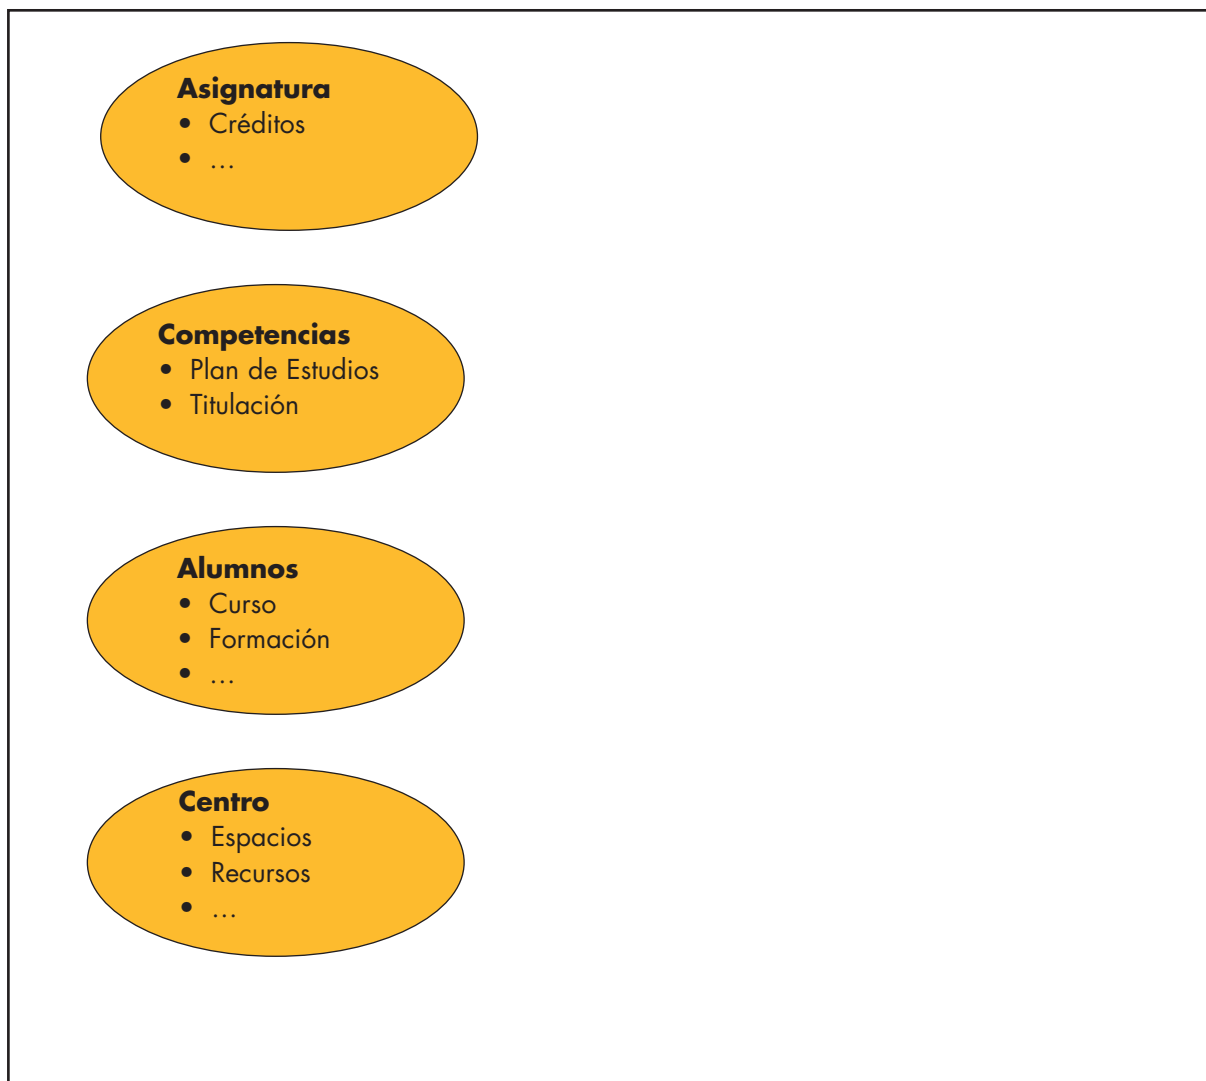 Asignatura
• Créditos
• …
Competencias
• Plan de Estudios
• Titulación
Alumnos
• Curso
• Formación
• …
Centro
• Espacios
• Recursos
• …